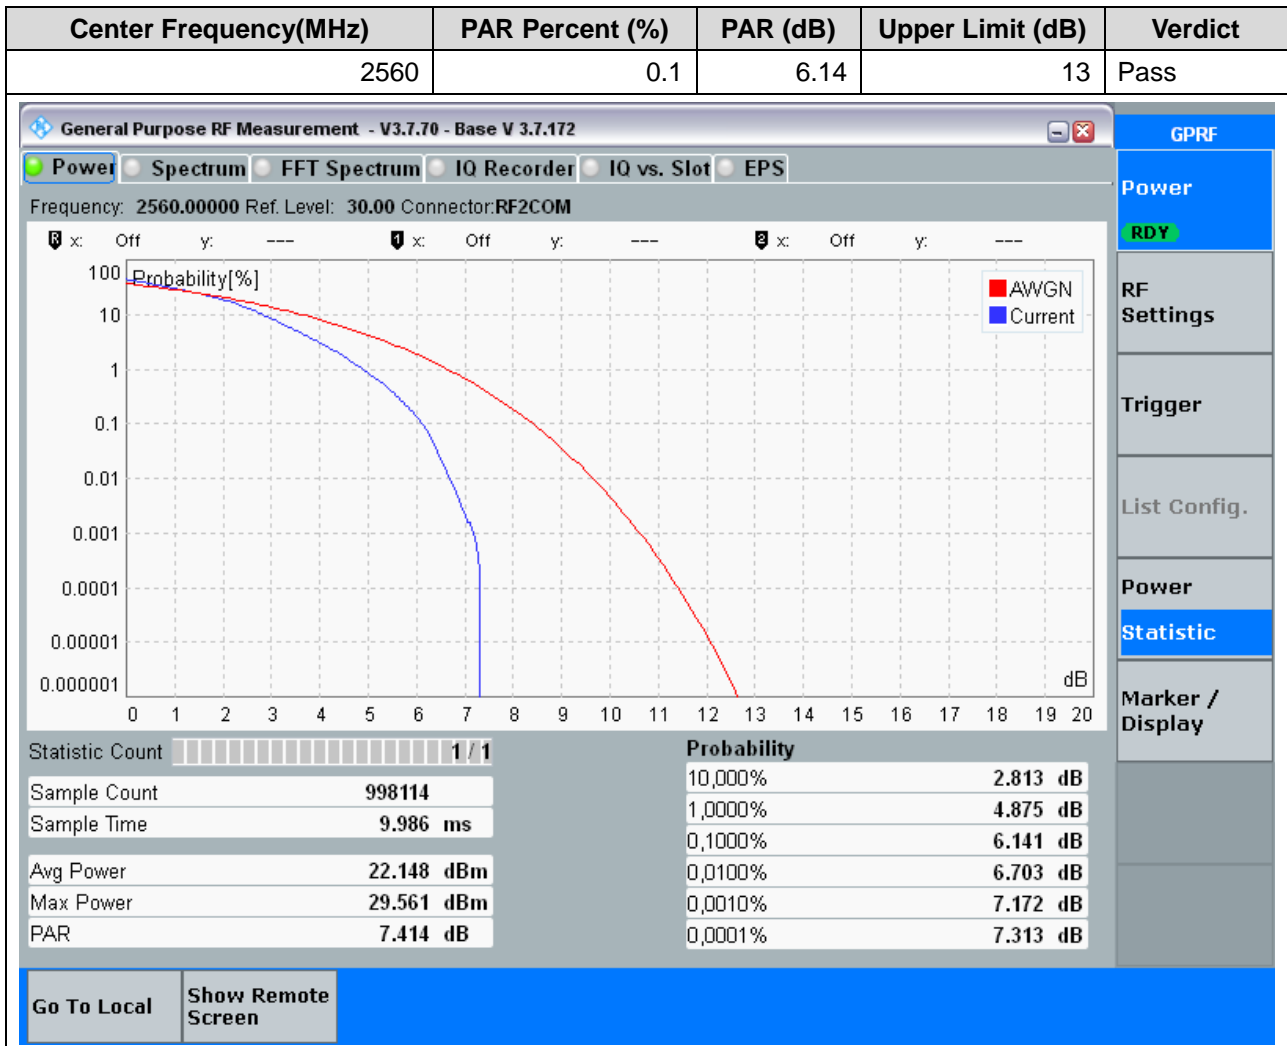 Center Frequency(MHz) PAR Percent (%) PAR (dB) Upper Limit (dB) Verdict
2560 0.1 6.14 13 Pass
General Purpose RF Measurement - V3.7.70 - Base V 3.7.172
GPRF
Power Spectrum FFT Spectrum IQ Recorder IQ vs. Slot EPS
Frequency: 2560.00000 Ref. Level: 30.00 Connector:RF2COM
R x: Off y: --- 1 x: Off y: --- 2 x: Off y: ---
Probability[%]
AWGN
Current
100
10
1
0.1
0.01
0.001
0.0001
0.00001
0.000001
dB
0 1 2 3 4 5 6 7 8 9 10 11 12 13 14 15 16 17 18 19 20
Statistic Count 1 / 1
Sample Count 998114
Sample Time 9.986 ms
Avg Power 22.148 dBm
Max Power 29.561 dBm
PAR 7.414 dB
Probability
10,000% 2.813 dB
1,0000% 4.875 dB
0,1000% 6.141 dB
0,0100% 6.703 dB
0,0010% 7.172 dB
0,0001% 7.313 dB
Power
RDY
RF
Settings
Trigger
List Config.
Power
Statistic
Marker /
Display
Go To Local
Show Remote
Screen